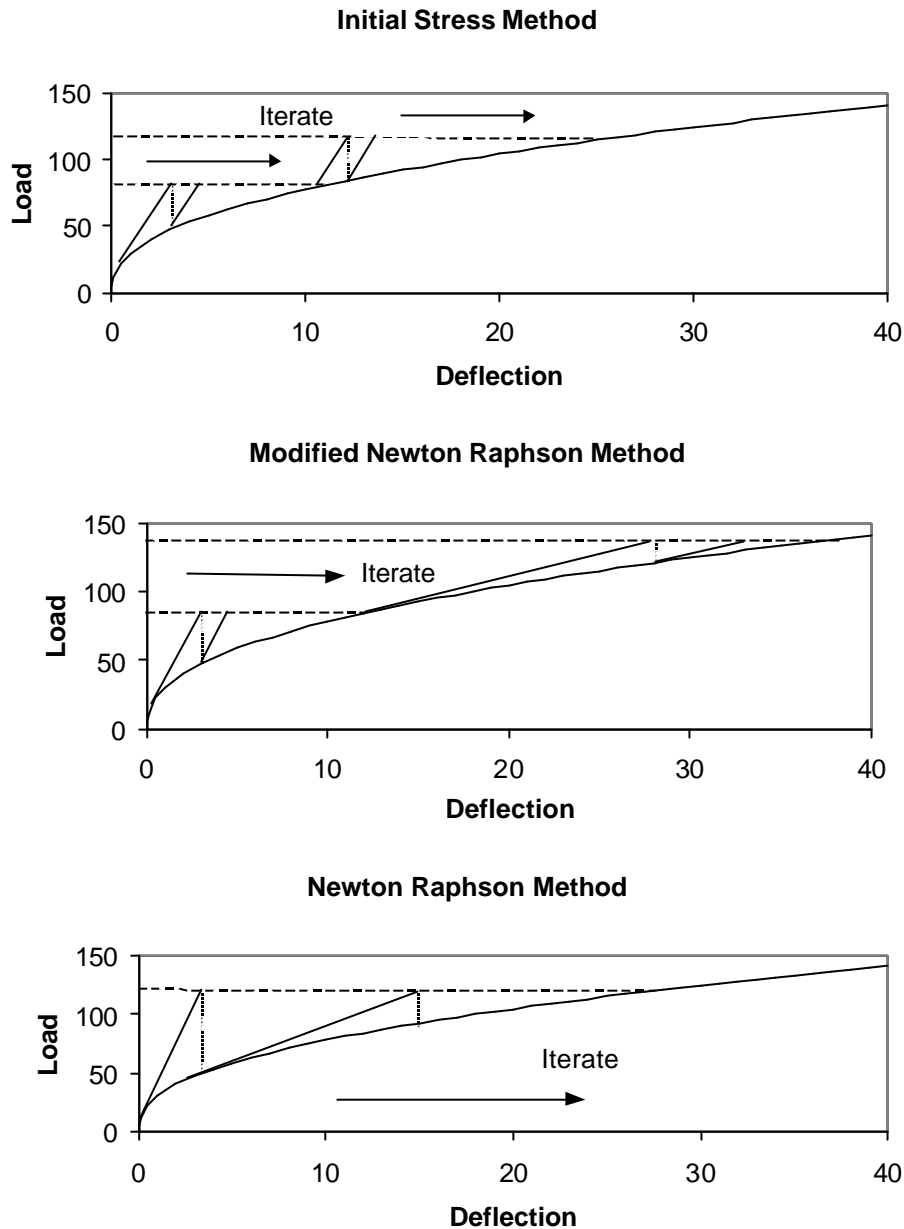 Initial Stress Method
150
100
50
0
Load
Iterate
0 10 20 30 40
Deflection
Modified Newton Raphson Method
150
100
50
0
Load
Iterate
0 10 20 30 40
Deflection
Newton Raphson Method
150
100
50
0
Load
Iterate
0 10 20 30 40
Deflection